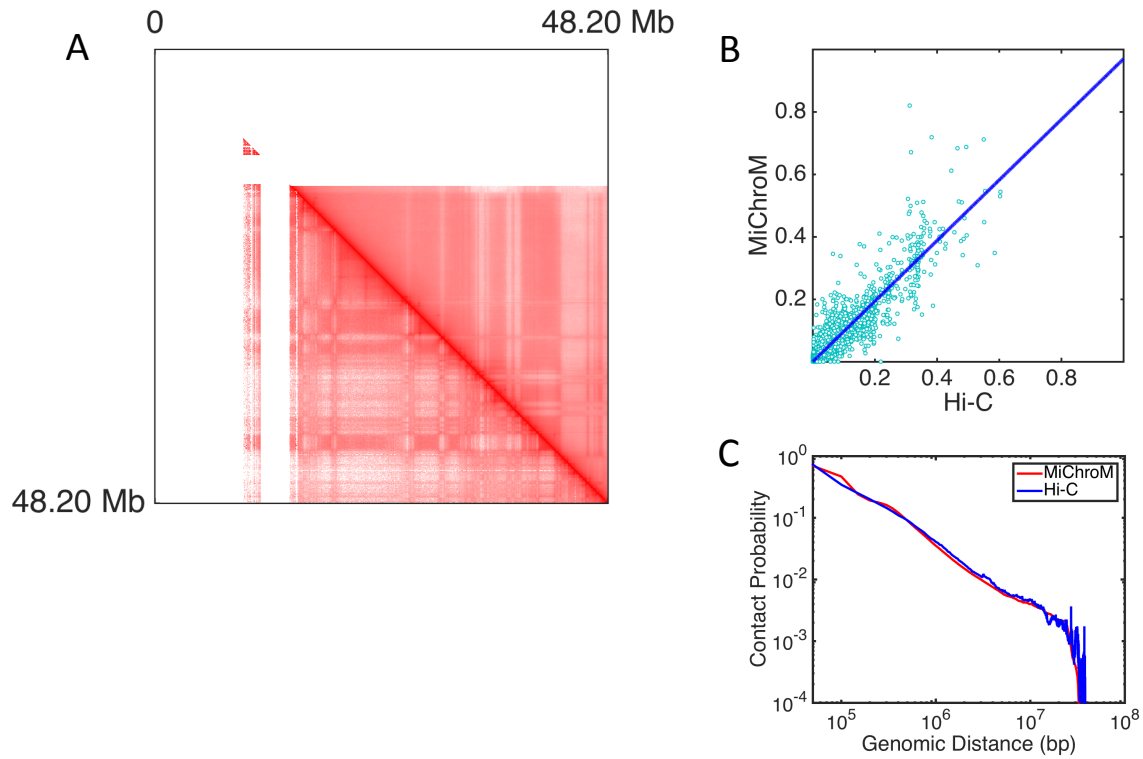 A
0 48.20 Mb
48.20 Mb
B
MiChroM
0.8
0.6
0.4
0.2
0.2 0.4 0.6 0.8
Hi-C
C
Contact Probability
10^0
10^-1
10^-2
10^-3
10^-4
MiChroM
Hi-C
10^5 10^6 10^7 10^8
Genomic Distance (bp)